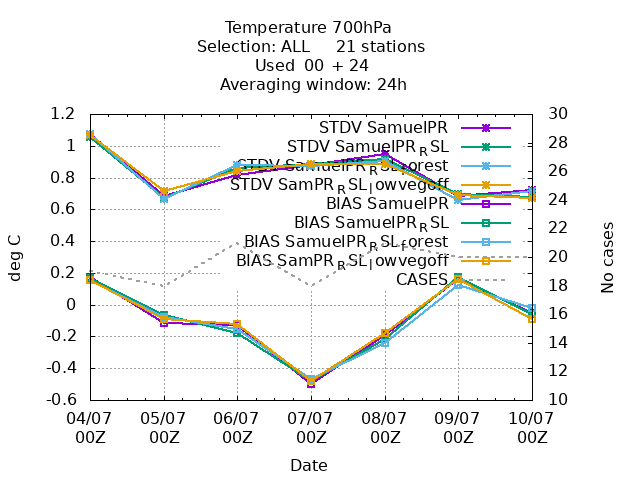 Temperature 700hPa
Selection: ALL 21 stations
Used 00 + 24
Averaging window: 24h
1.2
1
0.8
0.6
0.4
0.2
0
-0.2
-0.4
-0.6
deg C
30
28
26
24
22
20
18
16
14
12
10
No cases
STDV SamuelPR
STDV SamuelPR_RSL
STDV SamuelPR_RSL_forest
STDV SamPR_RSL_lowvegoff
BIAS SamuelPR
BIAS SamuelPR_RSL
BIAS SamuelPR_RSL_forest
BIAS SamPR_RSL_lowvegoff
CASES
04/07 05/07 06/07 07/07 08/07 09/07 10/07
00Z 00Z 00Z 00Z 00Z 00Z 00Z
Date